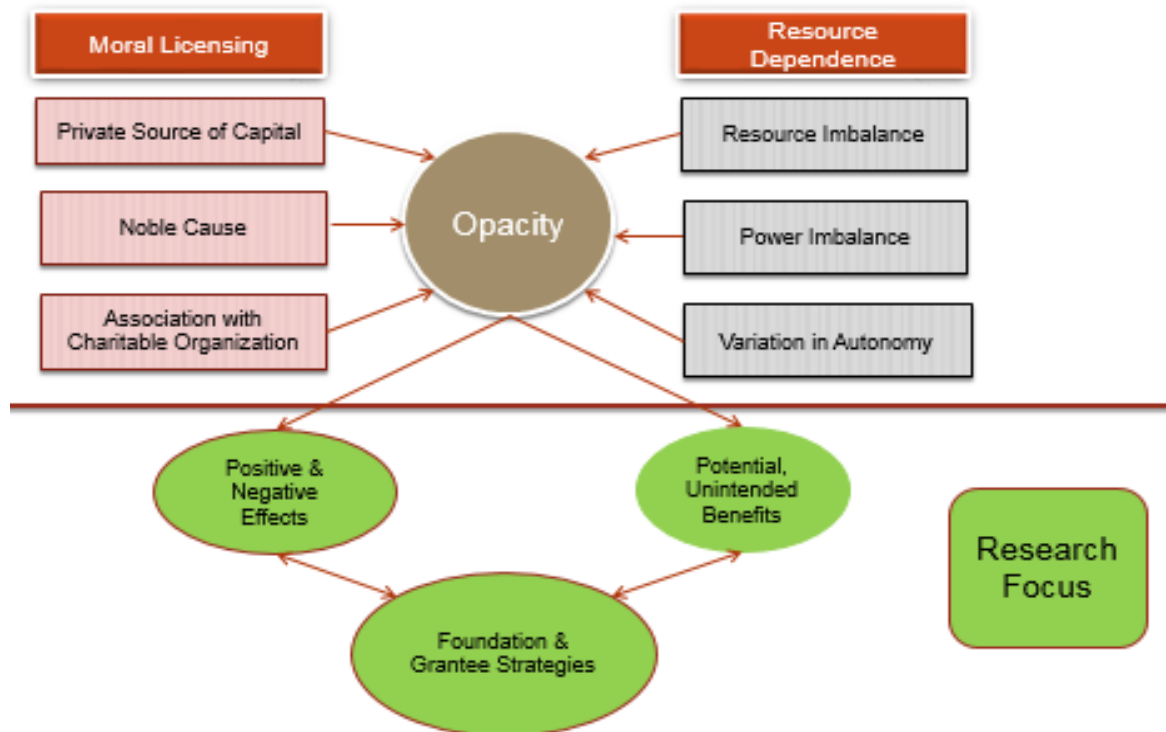 Moral Licensing
Resource
Dependence
Private Source of Capital
Resource Imbalance
Opacity
Noble Cause
Power Imbalance
Association with
Charitable Organization
Variation in Autonomy
Positive &
Negative
Effects
Potential,
Unintended
Benefits
Research
Focus
Foundation &
Grantee Strategies